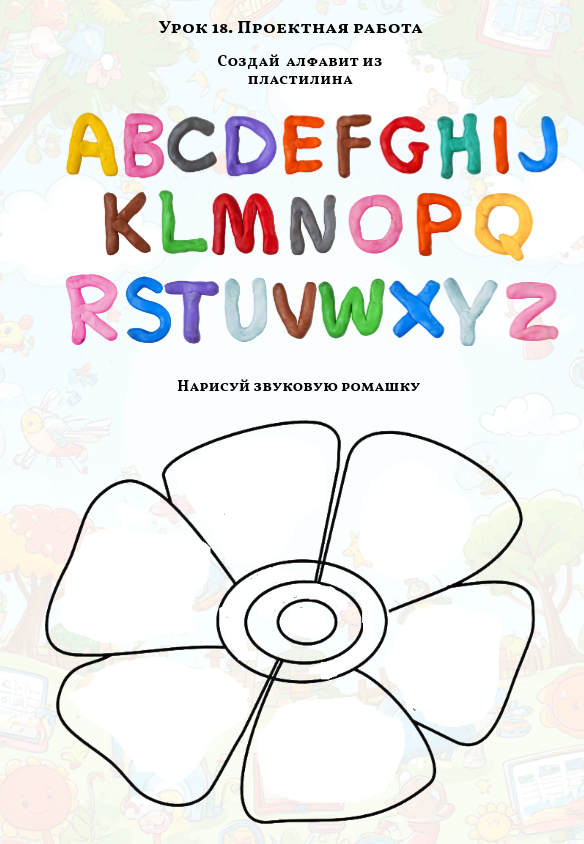 Урок 18. Проектная работа
Создай алфавит из
пластилина
ABCDEFGHIJ
KLMNOPQ
RSTUVWXYZ
Нарисуй звуковую ромашку